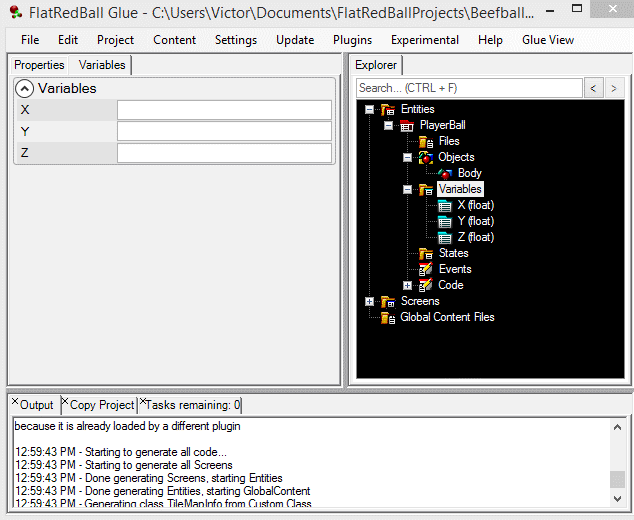 FlatRedBall Glue - C:\Users\Victor\Documents\FlatRedBallProjects\Beefball...
File Edit Project Content Settings Update Plugins Experimental Help Glue View
Properties Variables
Variables
X
Y
Z
Explorer
Search... (CTRL + F) < >
Entities
PlayerBall
Files
Objects
Body
Variables
X (float)
Y (float)
Z (float)
States
Events
Code
Screens
Global Content Files
Output Copy Project Tasks remaining: 0
because it is already loaded by a different plugin
12:59:43 PM - Starting to generate all code...
12:59:43 PM - Starting to generate all Screens
12:59:43 PM - Done generating Screens, starting Entities
12:59:43 PM - Done generating Entities, starting GlobalContent
12:59:43 PM - Generating class TileMapInfo from Custom Class